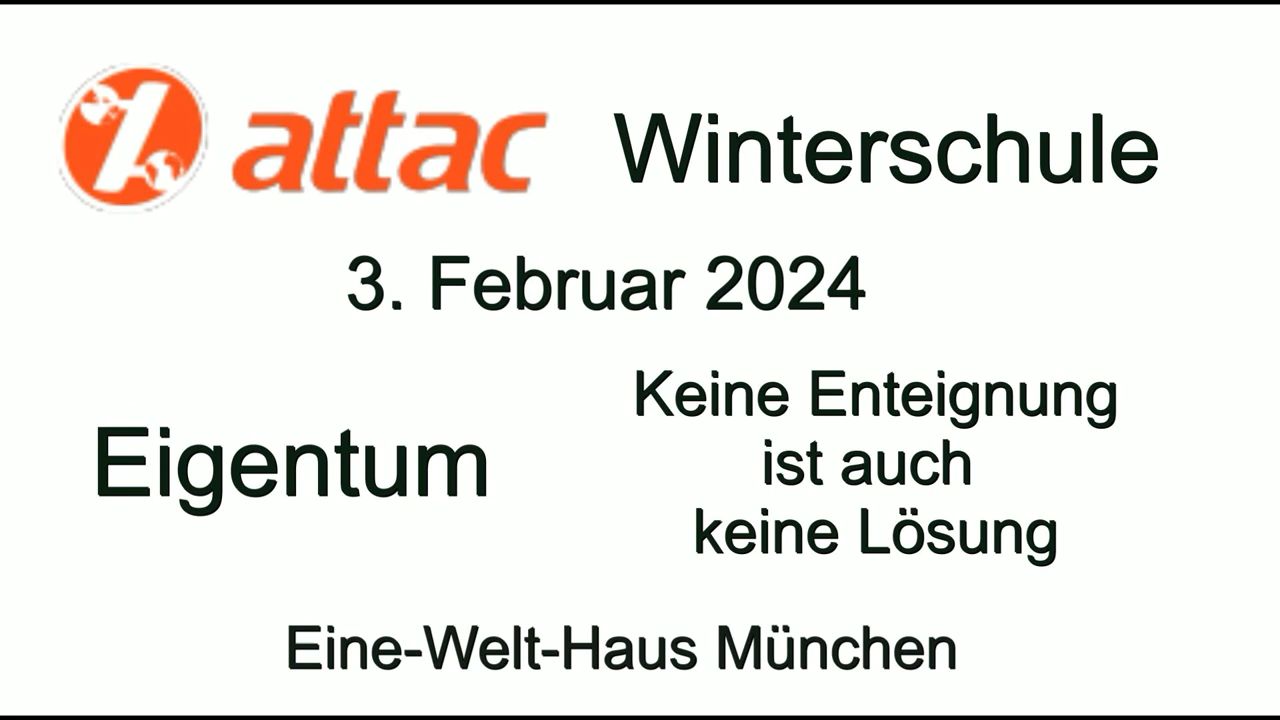 attac Winterschule
3. Februar 2024
Eigentum
Keine Enteignung
ist auch
keine Lösung
Eine-Welt-Haus München